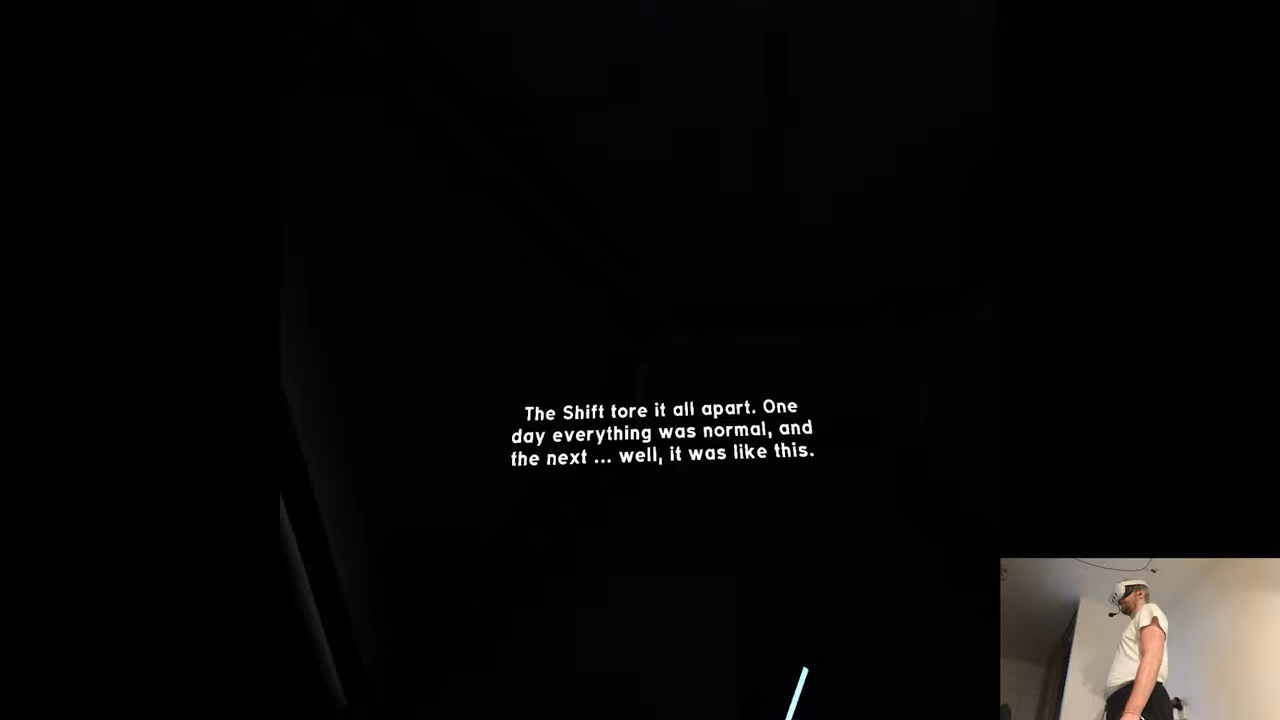 The Shift tore it all apart. One
day everything was normal, and
the next ... well, it was like this.